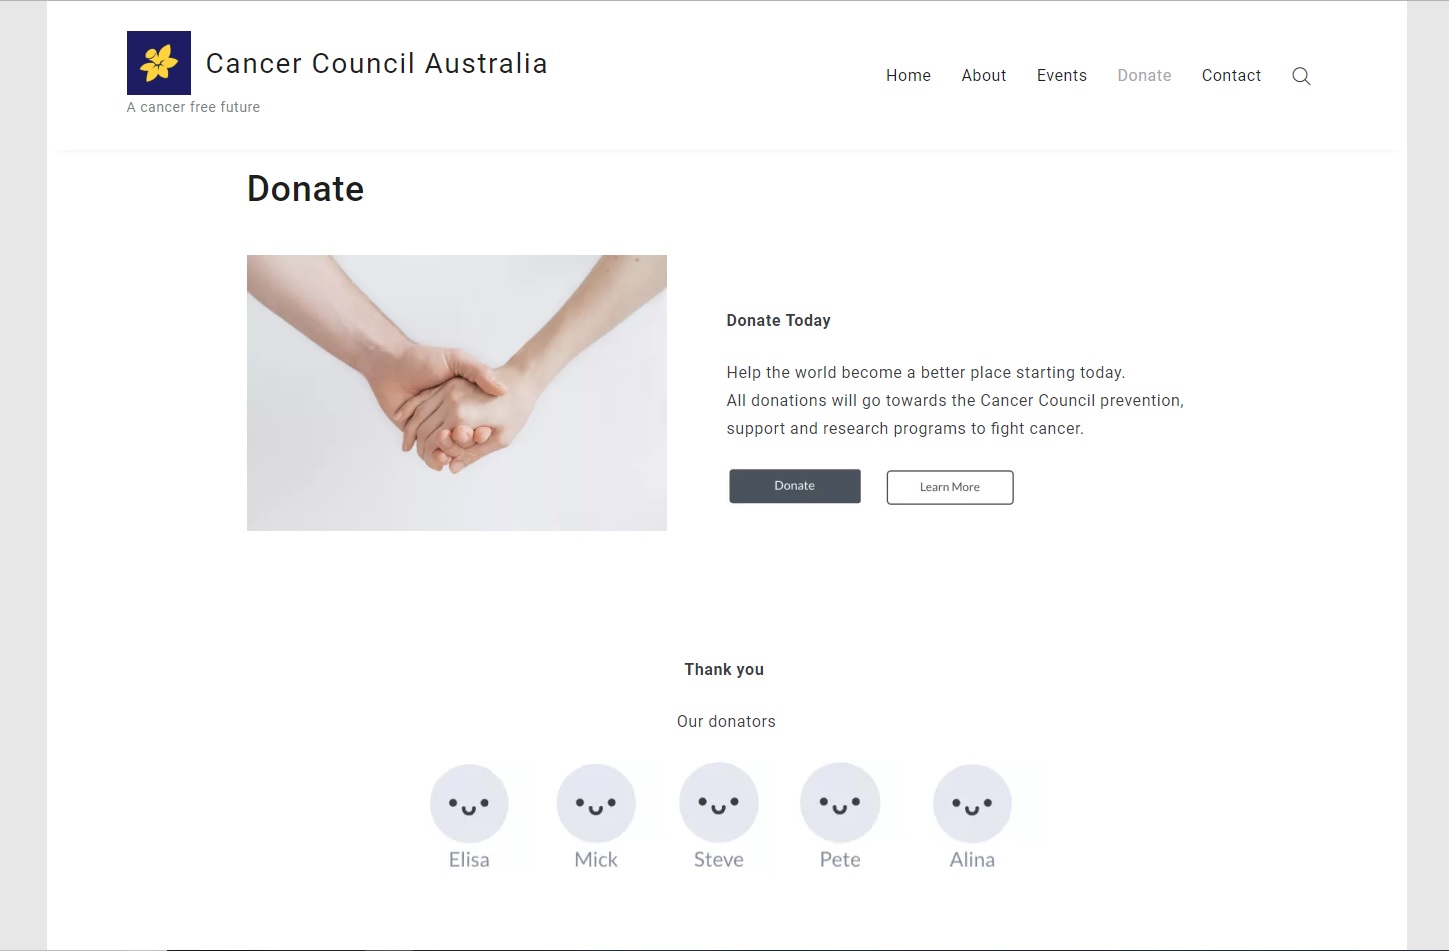 Cancer Council Australia
A cancer free future
Home About Events Donate Contact
Donate
Donate Today
Help the world become a better place starting today.
All donations will go towards the Cancer Council prevention,
support and research programs to fight cancer.
Donate Learn More
Thank you
Our donators
Elisa Mick Steve Pete Alina